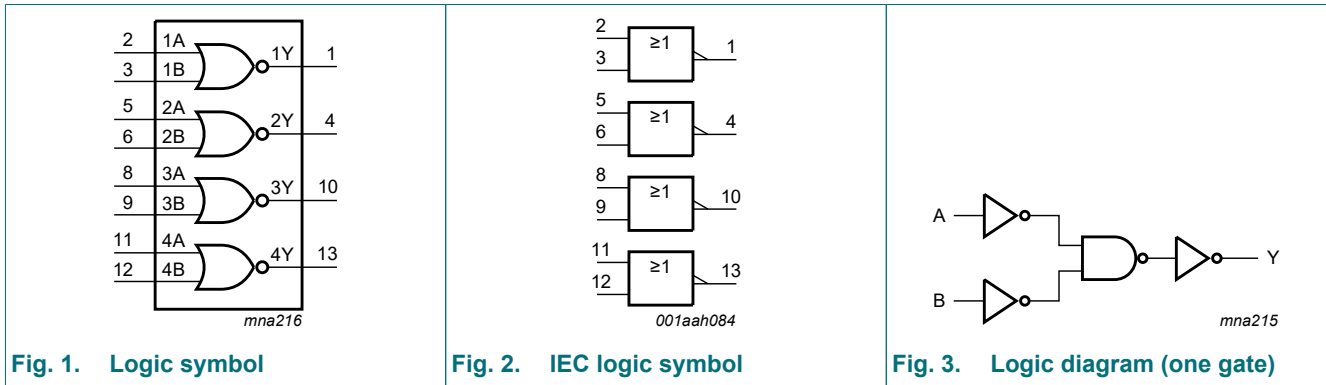 2 1A 1Y 1
3 1B
5 2A 2Y 4
6 2B
8 3A 3Y 10
9 3B
11 4A 4Y 13
12 4B
mna216
Fig. 1. Logic symbol
2 ≥1 1
3
5 ≥1 4
6
8 ≥1 10
9
11 ≥1 13
12
001aah084
Fig. 2. IEC logic symbol
A
Y
B
mna215
Fig. 3. Logic diagram (one gate)